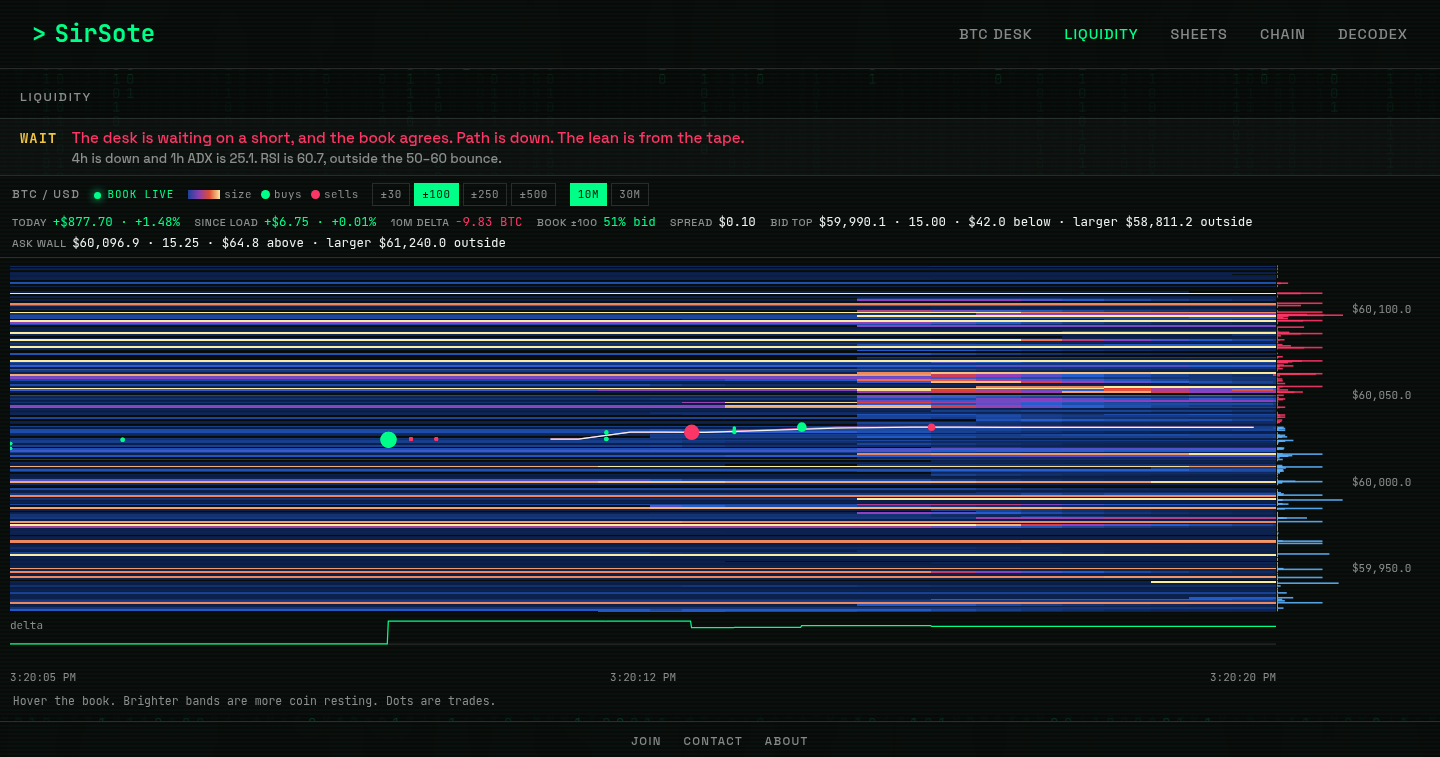 > SirSote
BTC DESK LIQUIDITY SHEETS CHAIN DECODEX
LIQUIDITY
WAIT The desk is waiting on a short, and the book agrees. Path is down. The lean is from the tape.
4h is down and 1h ADX is 25.1. RSI is 60.7, outside the 50–60 bounce.
BTC / USD BOOK LIVE size buys sells ±30 ±100 ±250 ±500 10M 30M
TODAY +$877.70 · +1.48% SINCE LOAD +$6.75 · +0.01% 10M DELTA -9.83 BTC BOOK ±100 51% bid SPREAD $0.10 BID TOP $59,990.1 · 15.00 · $42.0 below · larger $58,811.2 outside
ASK WALL $60,096.9 · 15.25 · $64.8 above · larger $61,240.0 outside
$60,100.0
$60,050.0
$60,000.0
$59,950.0
delta
3:20:05 PM 3:20:12 PM 3:20:20 PM
Hover the book. Brighter bands are more coin resting. Dots are trades.
JOIN CONTACT ABOUT